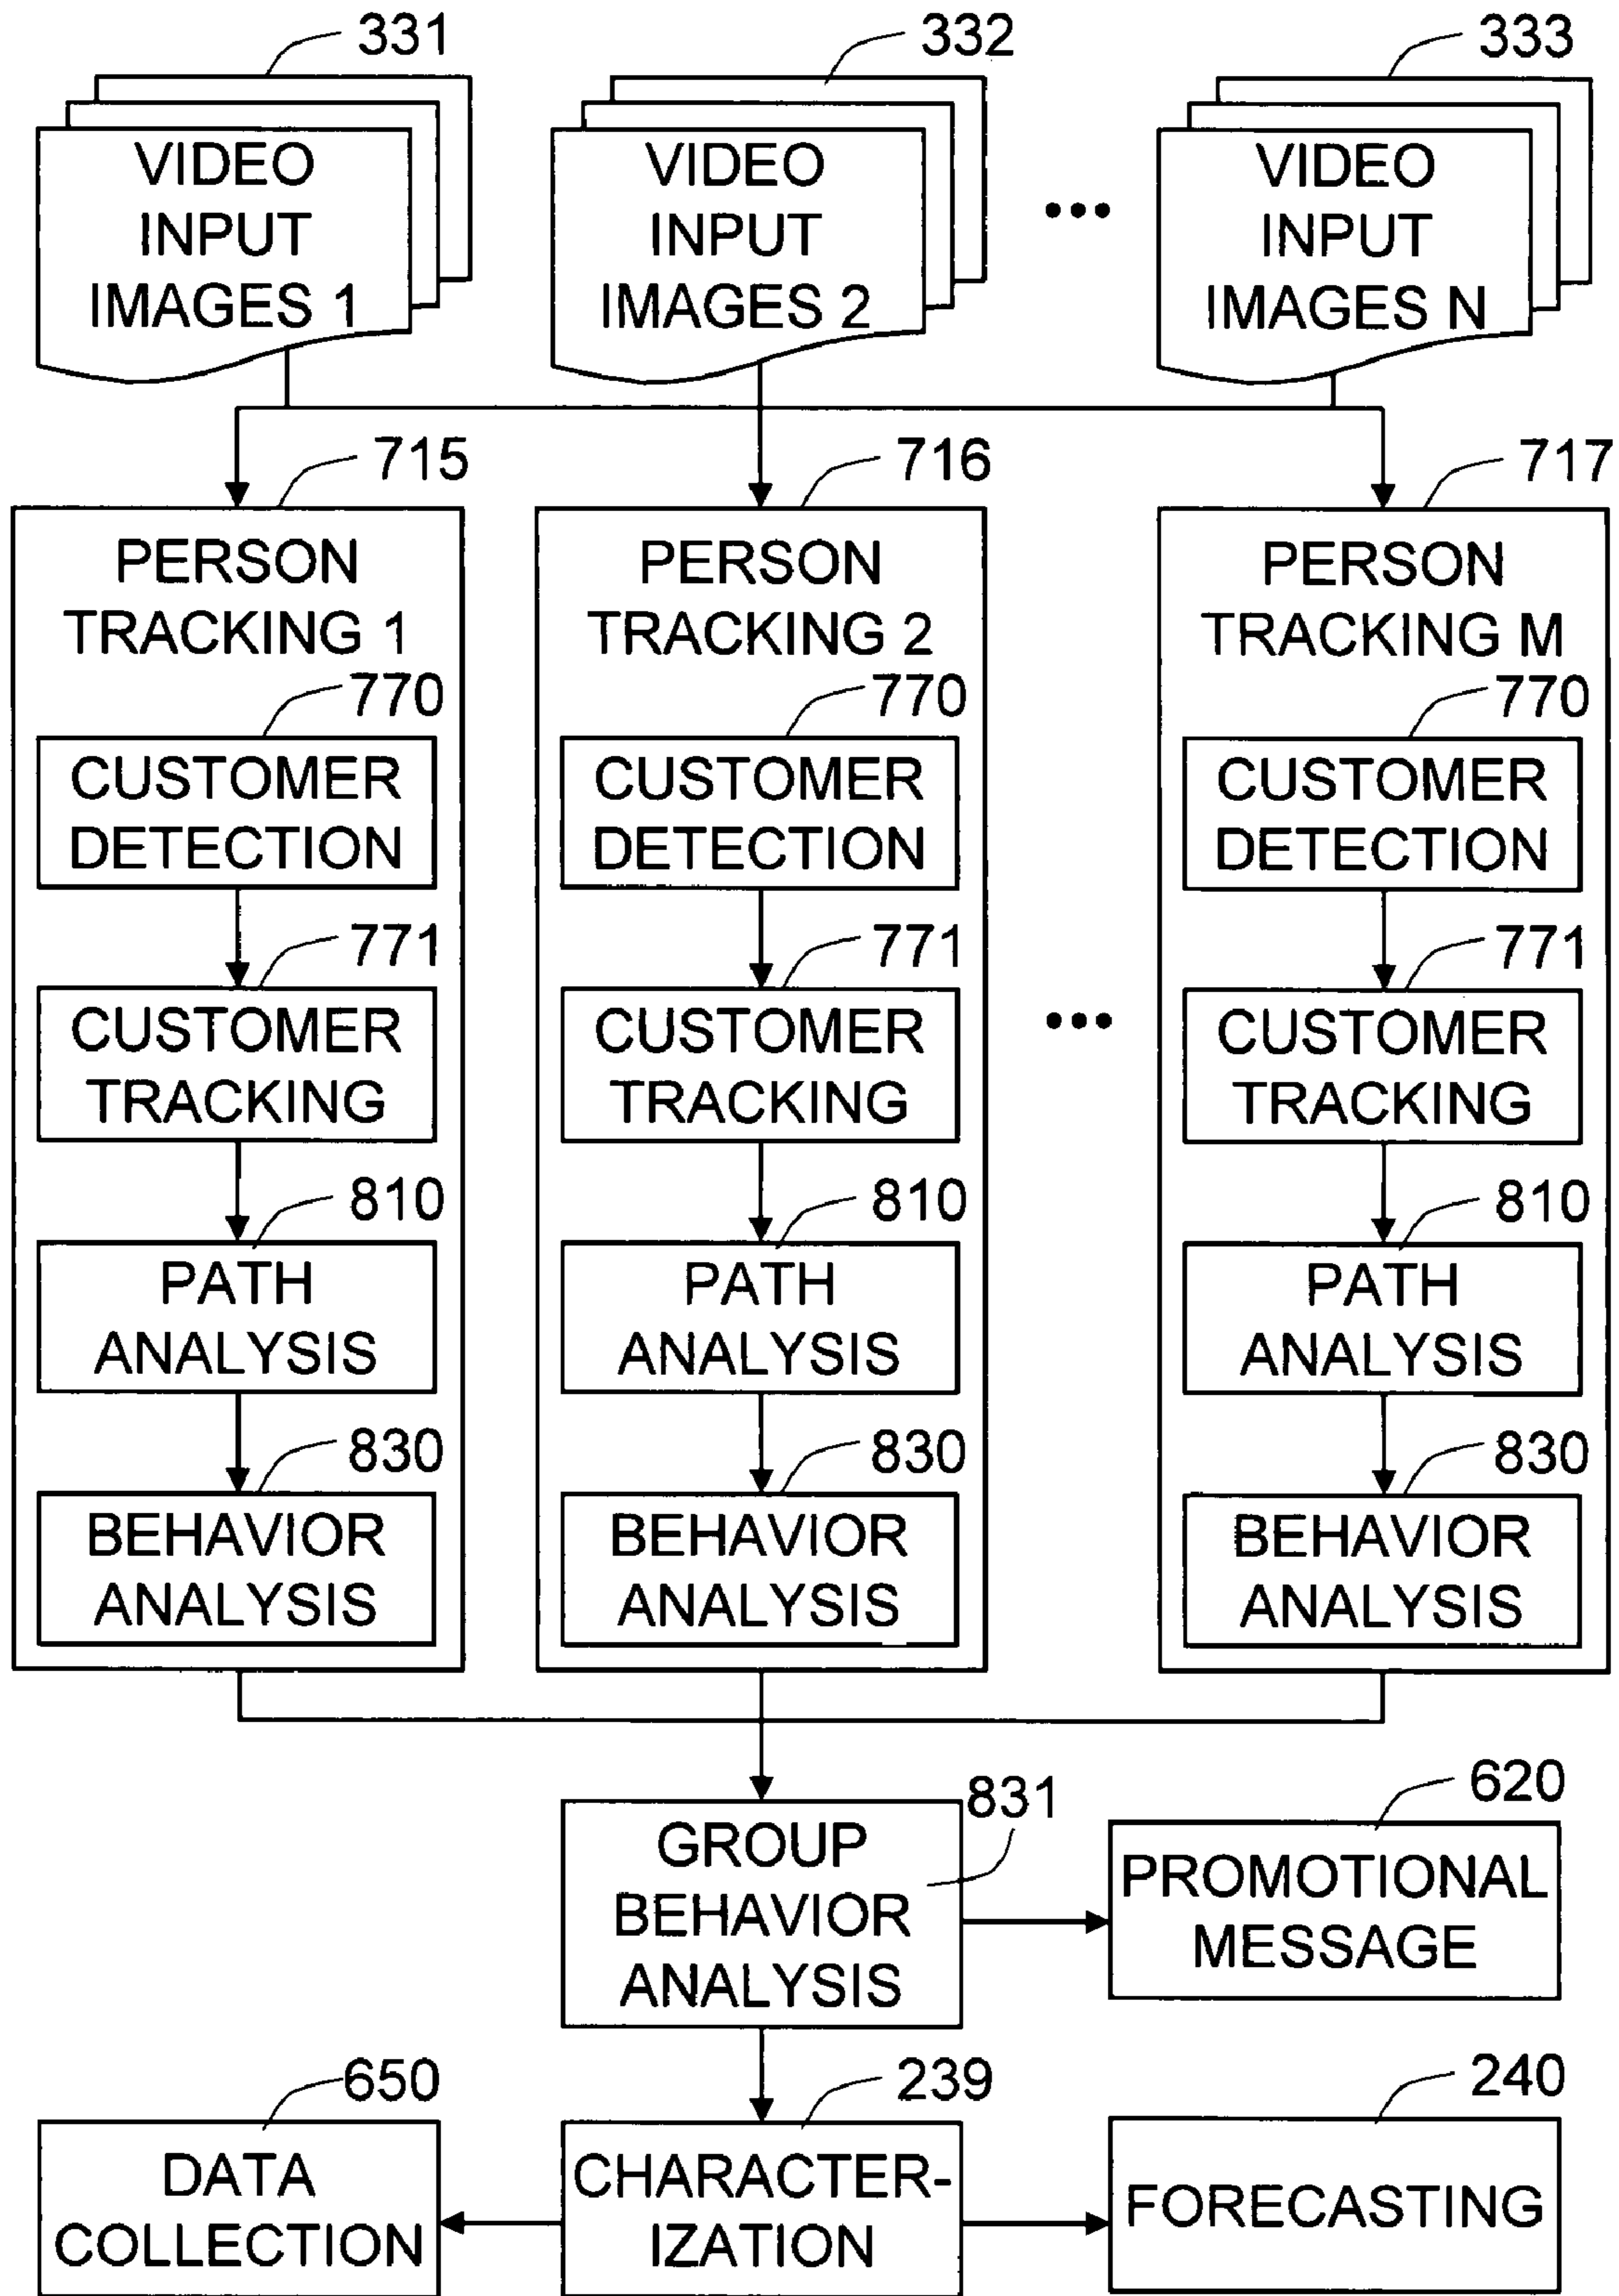 331
332
333
VIDEO
INPUT
IMAGES 1
VIDEO
INPUT
IMAGES 2
•••
VIDEO
INPUT
IMAGES N
715
716
717
PERSON
TRACKING 1
770
CUSTOMER
DETECTION
771
CUSTOMER
TRACKING
810
PATH
ANALYSIS
830
BEHAVIOR
ANALYSIS
PERSON
TRACKING 2
770
CUSTOMER
DETECTION
771
CUSTOMER
TRACKING
810
PATH
ANALYSIS
830
BEHAVIOR
ANALYSIS
•••
PERSON
TRACKING M
770
CUSTOMER
DETECTION
771
CUSTOMER
TRACKING
810
PATH
ANALYSIS
830
BEHAVIOR
ANALYSIS
831
GROUP
BEHAVIOR
ANALYSIS
620
PROMOTIONAL
MESSAGE
650
DATA
COLLECTION
239
CHARACTER-
IZATION
240
FORECASTING